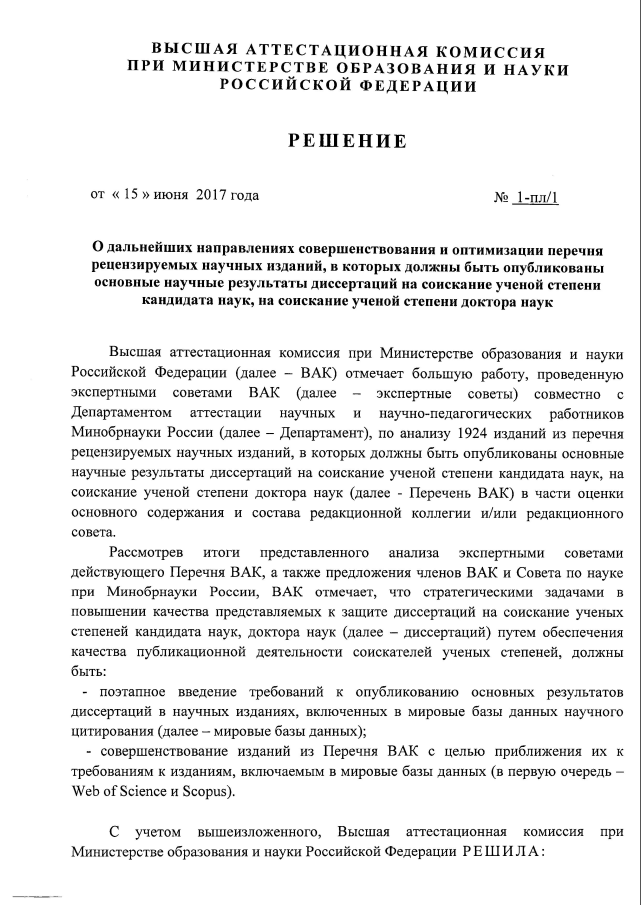 ВЫСШАЯ АТТЕСТАЦИОННАЯ КОМИССИЯ
ПРИ МИНИСТЕРСТВЕ ОБРАЗОВАНИЯ И НАУКИ
РОССИЙСКОЙ ФЕДЕРАЦИИ
РЕШЕНИЕ
от « 15 » июня 2017 года № 1-пл/1
О дальнейших направлениях совершенствования и оптимизации перечня
рецензируемых научных изданий, в которых должны быть опубликованы
основные научные результаты диссертаций на соискание ученой степени
кандидата наук, на соискание ученой степени доктора наук
Высшая аттестационная комиссия при Министерстве образования и науки
Российской Федерации (далее – ВАК) отмечает большую работу, проведенную
экспертными советами ВАК (далее – экспертные советы) совместно с
Департаментом аттестации научных и научно-педагогических работников
Минобрнауки России (далее – Департамент), по анализу 1924 изданий из перечня
рецензируемых научных изданий, в которых должны быть опубликованы основные
научные результаты диссертаций на соискание ученой степени кандидата наук, на
соискание ученой степени доктора наук (далее - Перечень ВАК) в части оценки
основного содержания и состава редакционной коллегии и/или редакционного
совета.
Рассмотрев итоги представленного анализа экспертными советами
действующего Перечня ВАК, а также предложения членов ВАК и Совета по науке
при Минобрнауки России, ВАК отмечает, что стратегическими задачами в
повышении качества представляемых к защите диссертаций на соискание ученых
степеней кандидата наук, доктора наук (далее – диссертаций) путем обеспечения
качества публикационной деятельности соискателей ученых степеней, должны
быть:
- поэтапное введение требований к опубликованию основных результатов
диссертаций в научных изданиях, включенных в мировые базы данных научного
цитирования (далее – мировые базы данных);
- совершенствование изданий из Перечня ВАК с целью приближения их к
требованиям к изданиям, включаемым в мировые базы данных (в первую очередь –
Web of Science и Scopus).
С учетом вышеизложенного, Высшая аттестационная комиссия при
Министерстве образования и науки Российской Федерации РЕШИЛА: